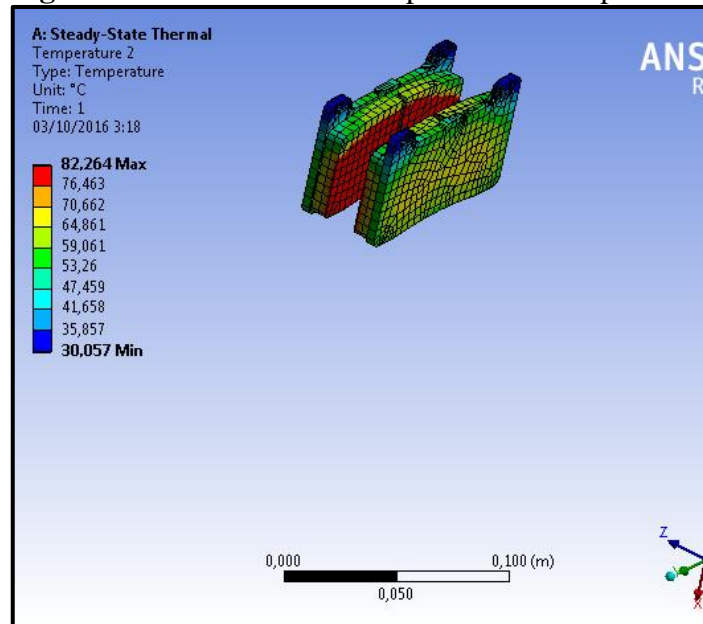 A: Steady-State Thermal
Temperature 2
Type: Temperature
Unit: °C
Time: 1
03/10/2016 3:18
82,264 Max
76,463
70,662
64,861
59,061
53,26
47,459
41,658
35,857
30,057 Min
ANS
R
0,000
0,100 (m)
0,050
Z
X